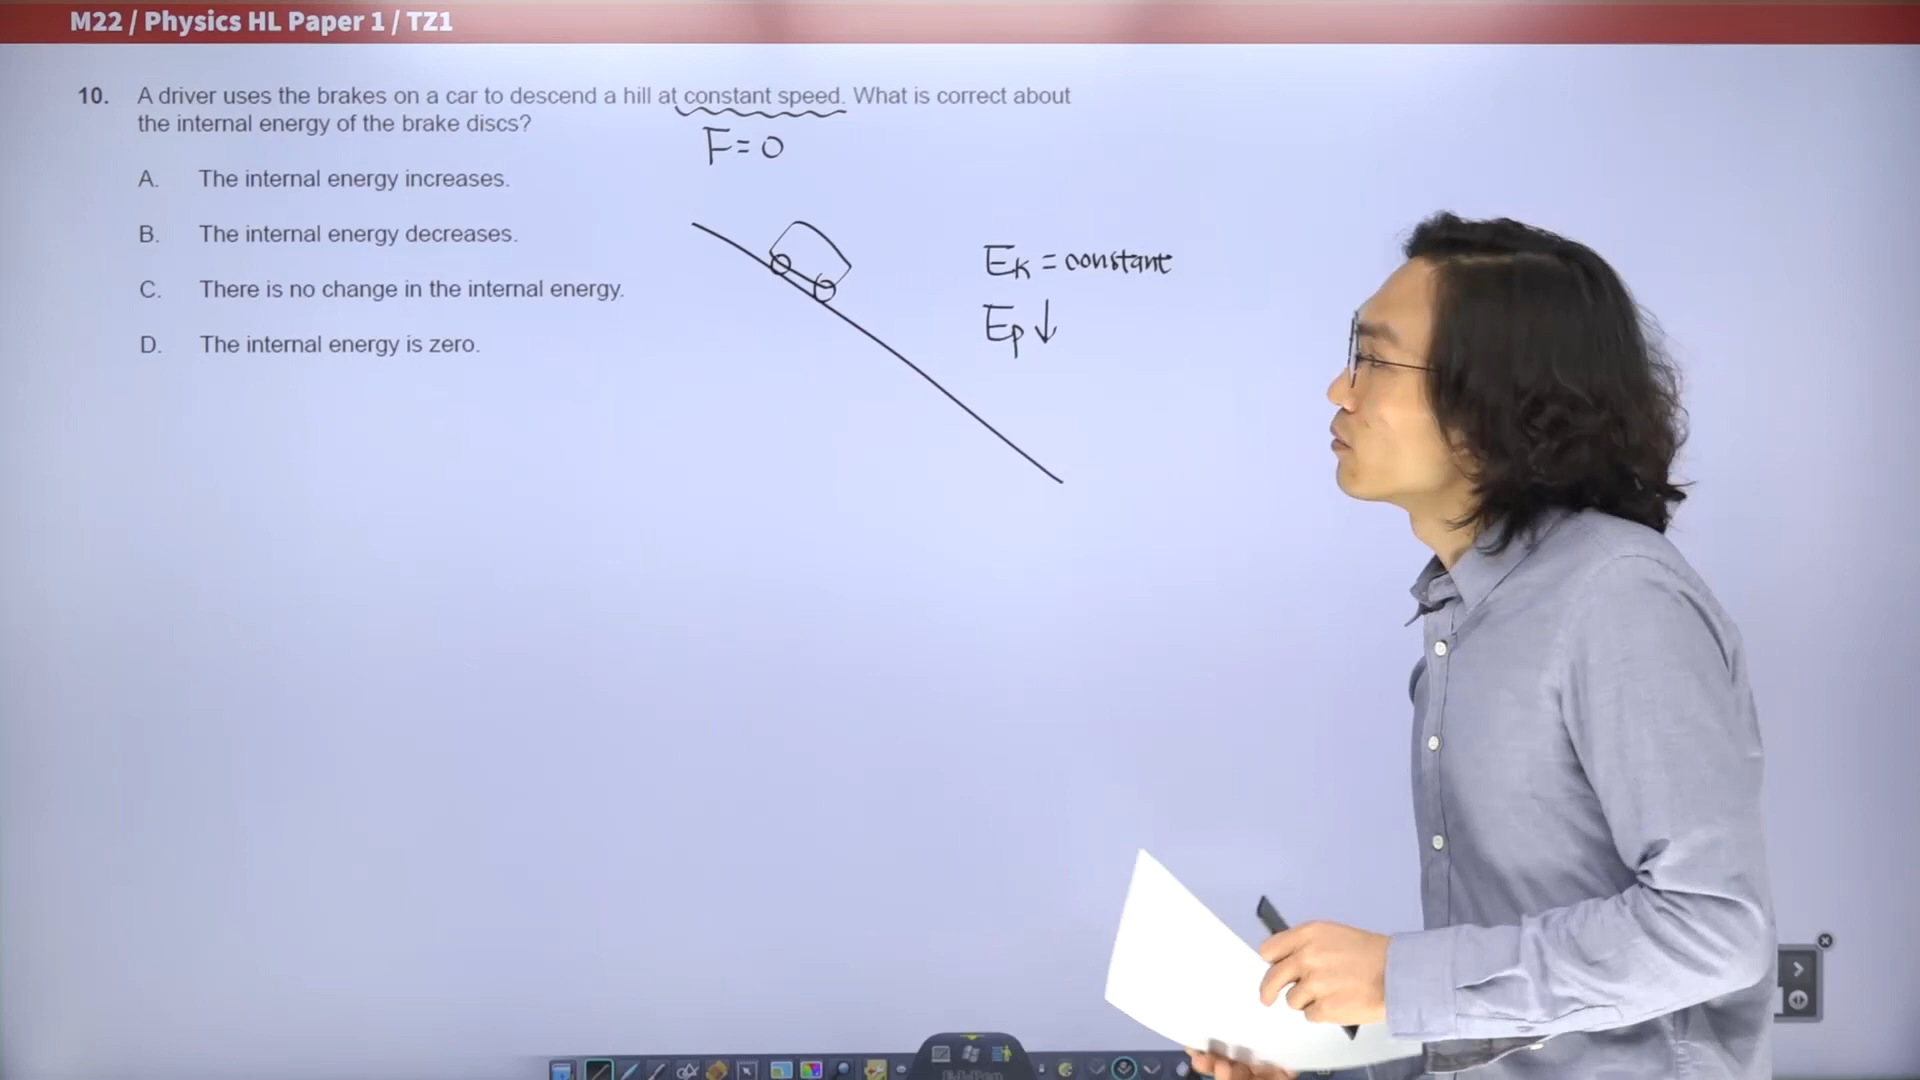 M22 / Physics HL Paper 1 / TZ1
10. A driver uses the brakes on a car to descend a hill at constant speed. What is correct about
the internal energy of the brake discs?
F = 0
A. The internal energy increases.
B. The internal energy decreases.
C. There is no change in the internal energy.
D. The internal energy is zero.
EK = constant
Ep ↓